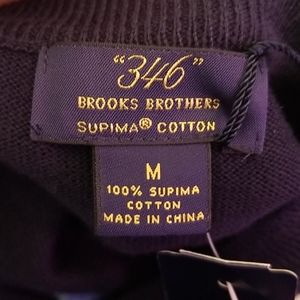 "346"
BROOKS BROTHERS
SUPIMA® COTTON
M
100% SUPIMA
COTTON
MADE IN CHINA